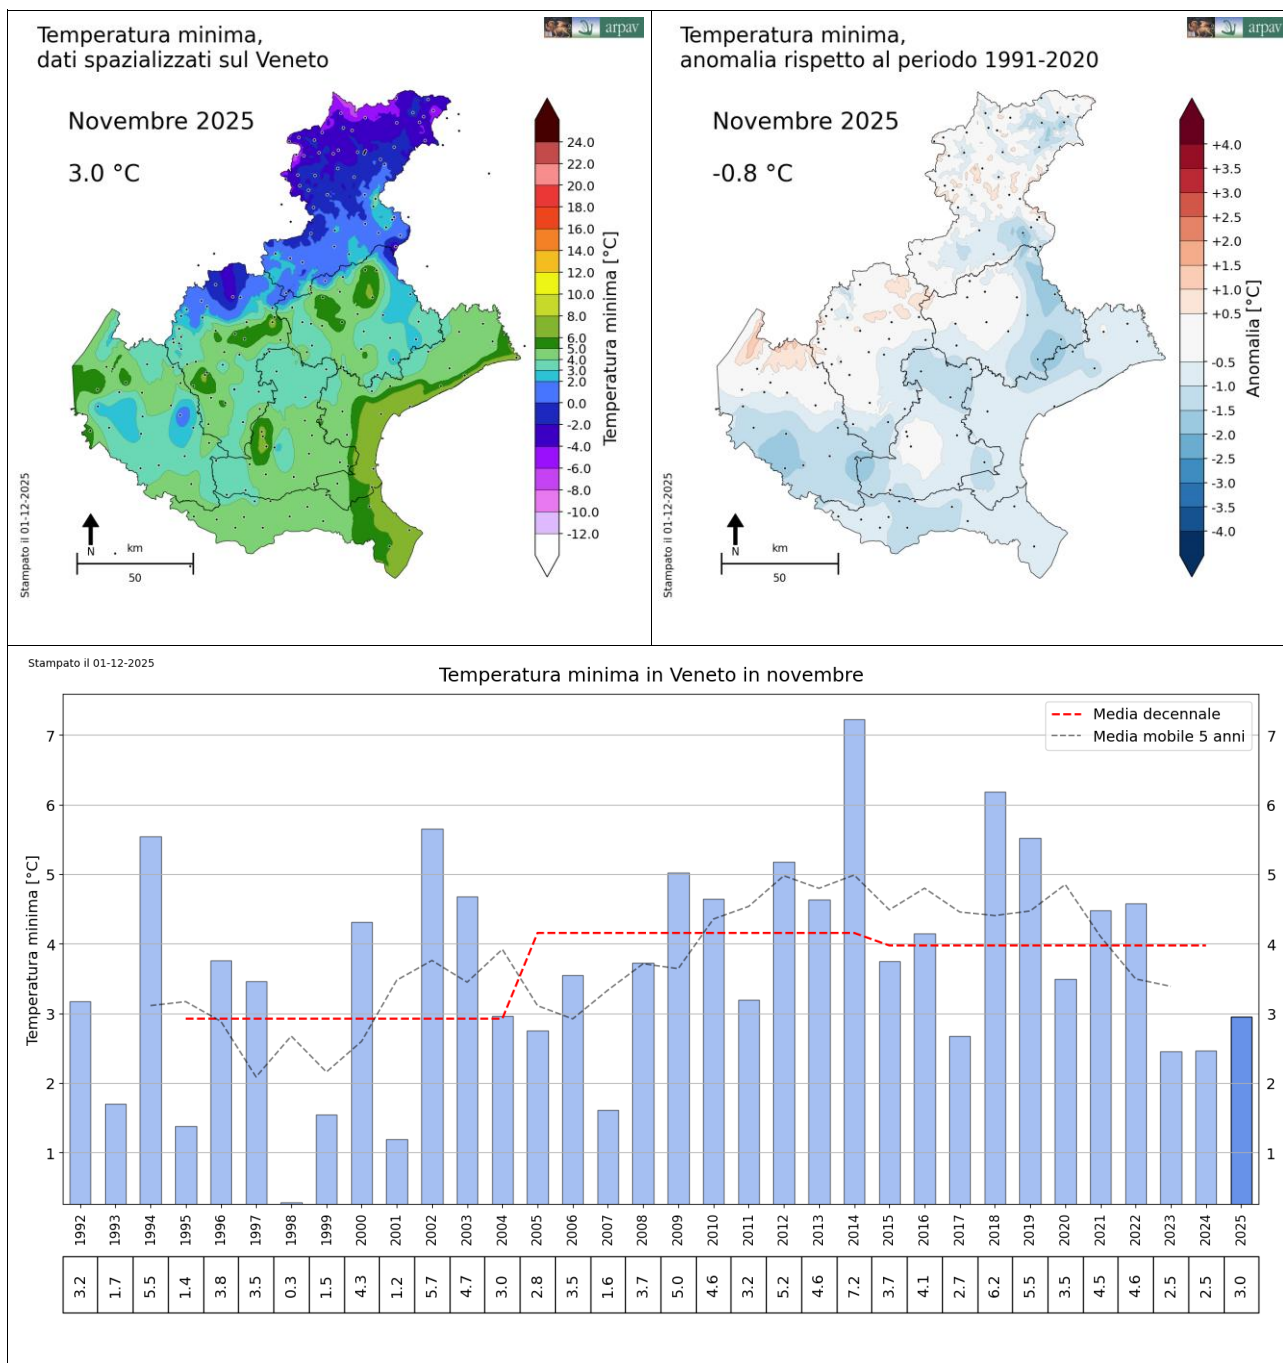 Temperatura minima,
dati spazializzati sul Veneto
arpav
Novembre 2025
3.0 °C
24.0
22.0
20.0
18.0
16.0
14.0
12.0
10.0
8.0
6.0
5.0
4.0
3.0
2.0
0.0
-2.0
-4.0
-6.0
-8.0
-10.0
-12.0
Temperatura minima [°C]
Stampato il 01-12-2025
N
km
50
Temperatura minima,
anomalia rispetto al periodo 1991-2020
arpav
Novembre 2025
-0.8 °C
+4.0
+3.5
+3.0
+2.5
+2.0
+1.5
+1.0
+0.5
-0.5
-1.0
-1.5
-2.0
-2.5
-3.0
-3.5
-4.0
Anomalia [°C]
Stampato il 01-12-2025
N
km
50
Stampato il 01-12-2025
Temperatura minima in Veneto in novembre
Media decennale
Media mobile 5 anni
Temperatura minima [°C]
7 7
6 6
5 5
4 4
3 3
2 2
1 1
1992 1993 1994 1995 1996 1997 1998 1999 2000 2001 2002 2003 2004 2005 2006 2007 2008 2009 2010 2011 2012 2013 2014 2015 2016 2017 2018 2019 2020 2021 2022 2023 2024 2025
3.2 1.7 5.5 1.4 3.8 3.5 0.3 1.5 4.3 1.2 5.7 4.7 3.0 2.8 3.5 1.6 3.7 5.0 4.6 3.2 5.2 4.6 7.2 3.7 4.1 2.7 6.2 5.5 3.5 4.5 4.6 2.5 2.5 3.0